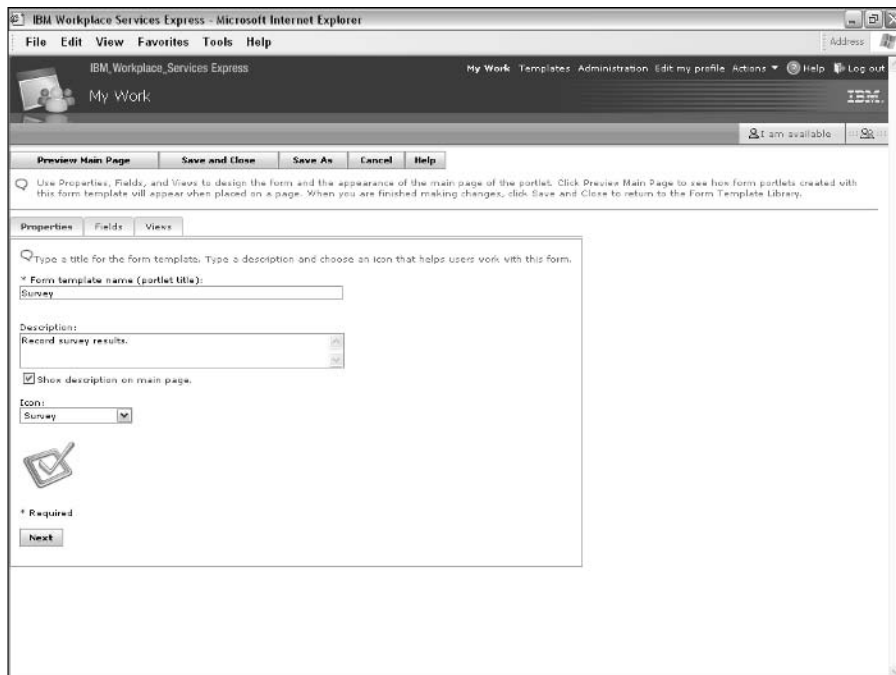 IBM Workplace Services Express - Microsoft Internet Explorer
File Edit View Favorites Tools Help
Address
IBM_Workplace_Services Express
My Work Templates Administration Edit my profile Actions Help Log out
My Work
IBM.
I am available
Preview Main Page Save and Close Save As Cancel Help
Use Properties, Fields, and Views to design the form and the appearance of the main page of the portlet. Click Preview Main Page to see how form portlets created with
this form template will appear when placed on a page. When you are finished making changes, click Save and Close to return to the Form Template Library.
Properties Fields Views
Type a title for the form template. Type a description and choose an icon that helps users work with this form.
* Form template name (portlet title):
Survey
Description:
Record survey results.
Show description on main page.
Icon:
Survey
* Required
Next